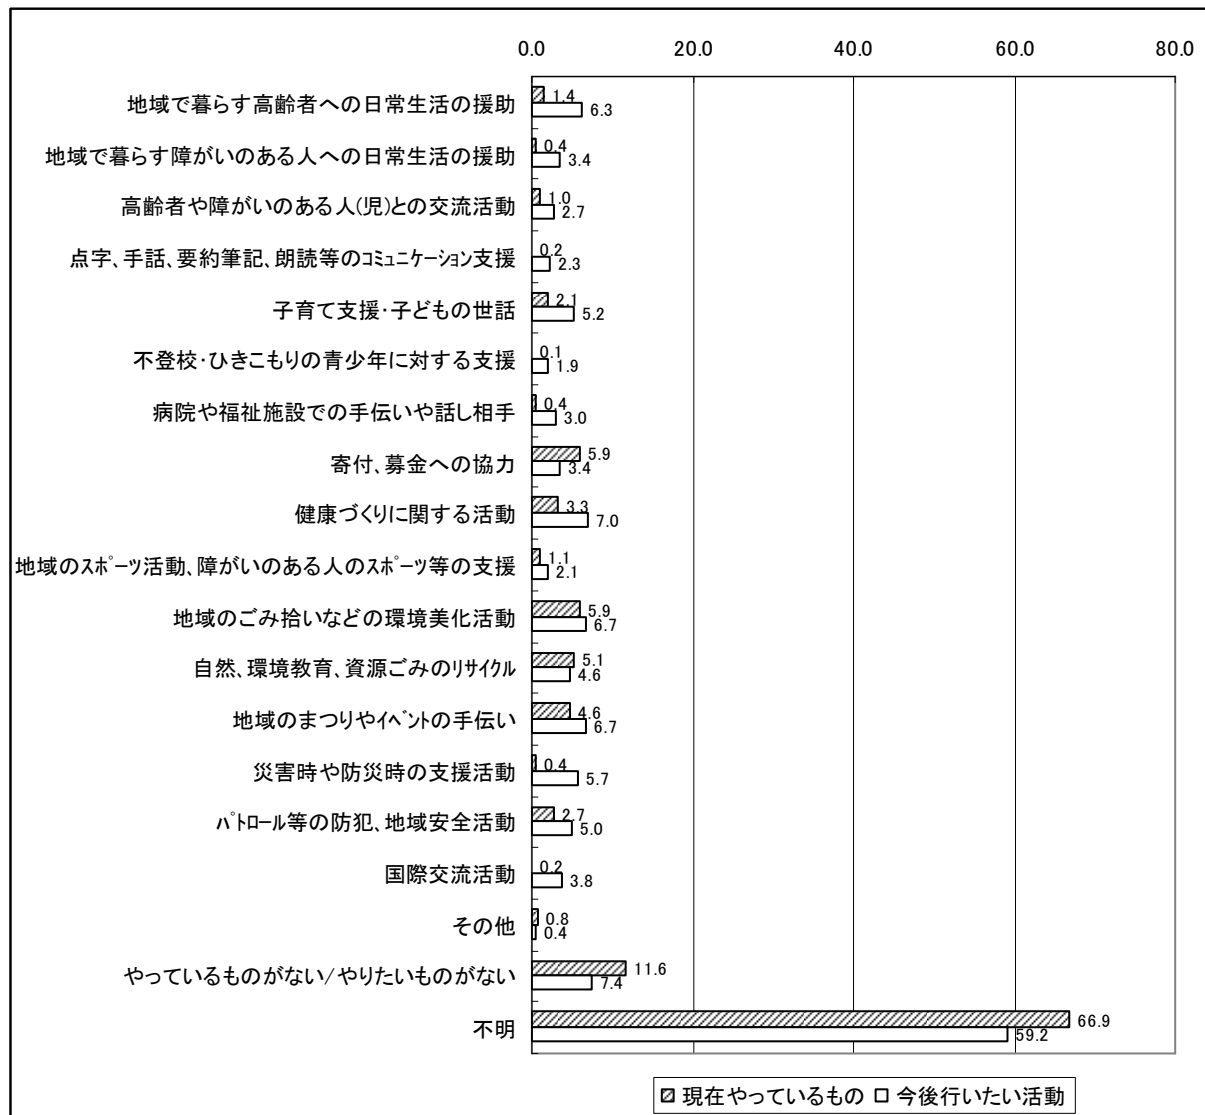 0.0 20.0 40.0 60.0 80.0
地域で暮らす高齢者への日常生活の援助 1.4 6.3
地域で暮らす障がいのある人への日常生活の援助 0.4 3.4
高齢者や障がいのある人(児)との交流活動 1.0 2.7
点字、手話、要約筆記、朗読等のｺﾐｭﾆｹｰｼｮﾝ支援 0.2 2.3
子育て支援･子どもの世話 2.1 5.2
不登校･ひきこもりの青少年に対する支援 0.1 1.9
病院や福祉施設での手伝いや話し相手 0.4 3.0
寄付、募金への協力 5.9 3.4
健康づくりに関する活動 3.3 7.0
地域のｽﾎﾟｰﾂ活動、障がいのある人のｽﾎﾟｰﾂ等の支援 1.1 2.1
地域のごみ拾いなどの環境美化活動 5.9 6.7
自然、環境教育、資源ごみのﾘｻｲｸﾙ 5.1 4.6
地域のまつりやｲﾍﾞﾝﾄの手伝い 4.6 6.7
災害時や防災時の支援活動 0.4 5.7
ﾊﾟﾄﾛｰﾙ等の防犯、地域安全活動 2.7 5.0
国際交流活動 0.2 3.8
その他 0.8 0.4
やっているものがない/やりたいものがない 11.6 7.4
不明 66.9 59.2
現在やっているもの 今後行いたい活動